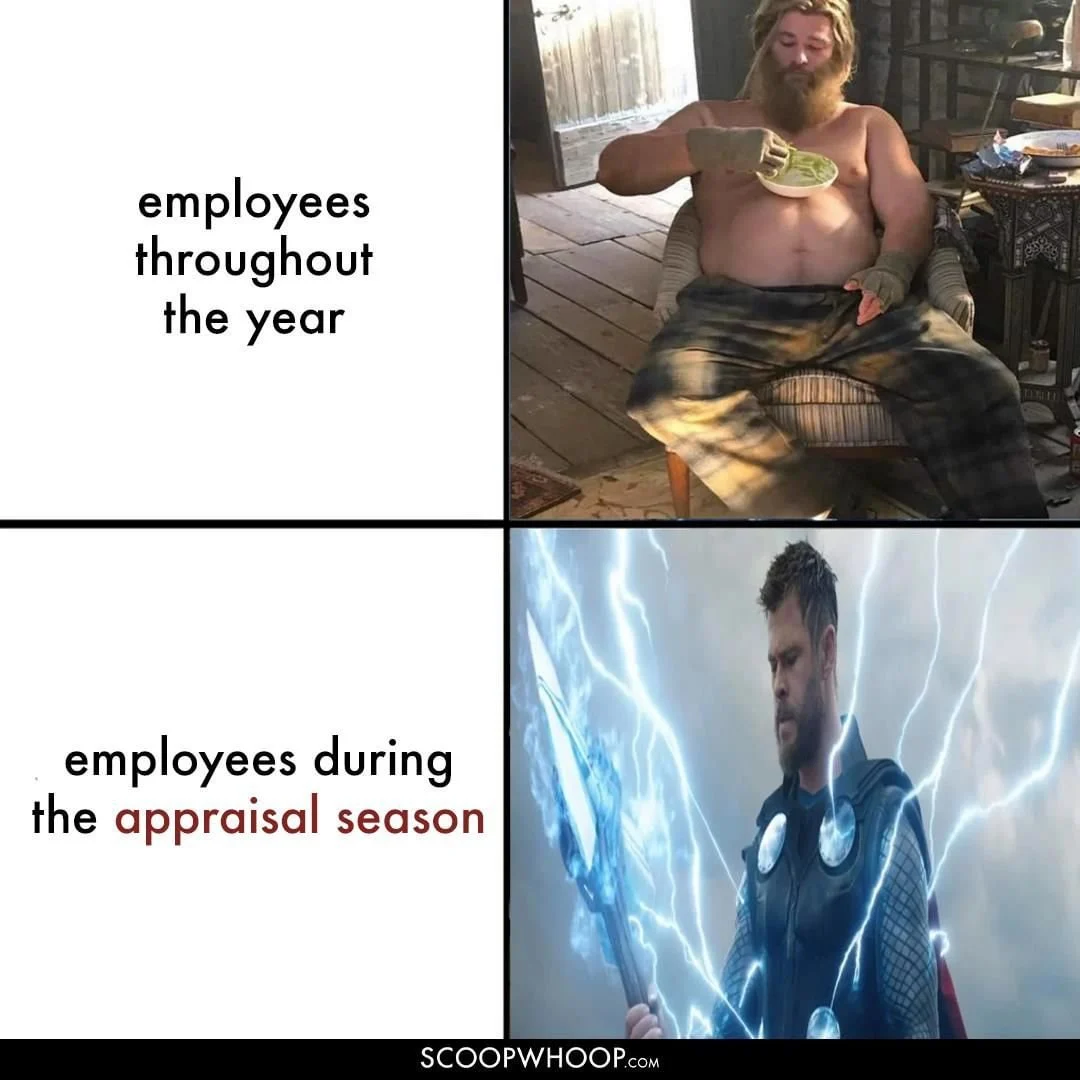 employees
throughout
the year
employees during
the appraisal season
SCOOPWHOOP.COM